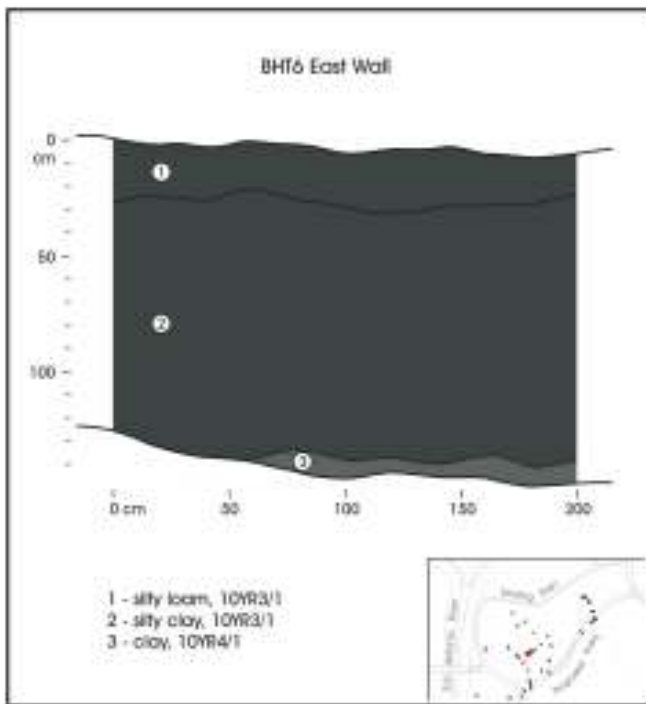 BHT6 East Wall
0
cm
1
50
2
100
3
0 cm
50
100
150
200
1 - silty loam, 10YR3/1
2 - silty clay, 10YR3/1
3 - clay, 10YR4/1